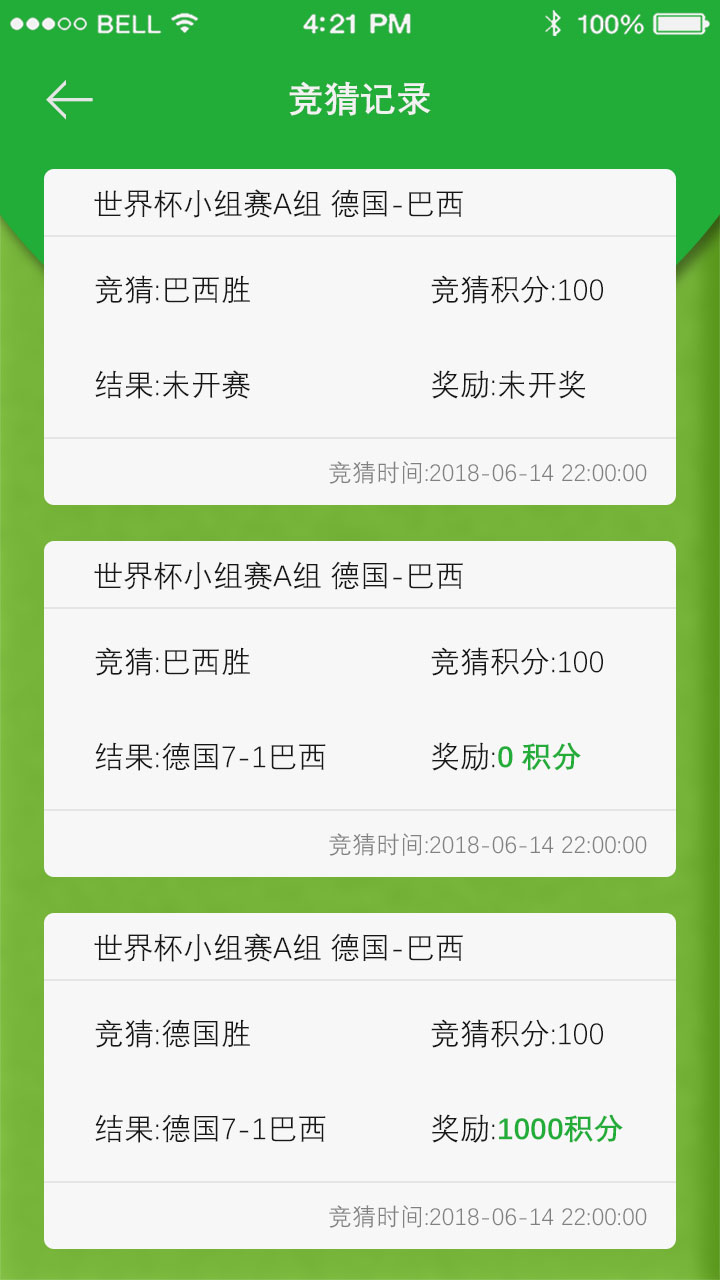 BELL 4:21 PM 100%
竞猜记录
世界杯小组赛A组 德国-巴西
竞猜:巴西胜 竞猜积分:100
结果:未开赛 奖励:未开奖
竞猜时间:2018-06-14 22:00:00
世界杯小组赛A组 德国-巴西
竞猜:巴西胜 竞猜积分:100
结果:德国7-1巴西 奖励:0 积分
竞猜时间:2018-06-14 22:00:00
世界杯小组赛A组 德国-巴西
竞猜:德国胜 竞猜积分:100
结果:德国7-1巴西 奖励:1000积分
竞猜时间:2018-06-14 22:00:00